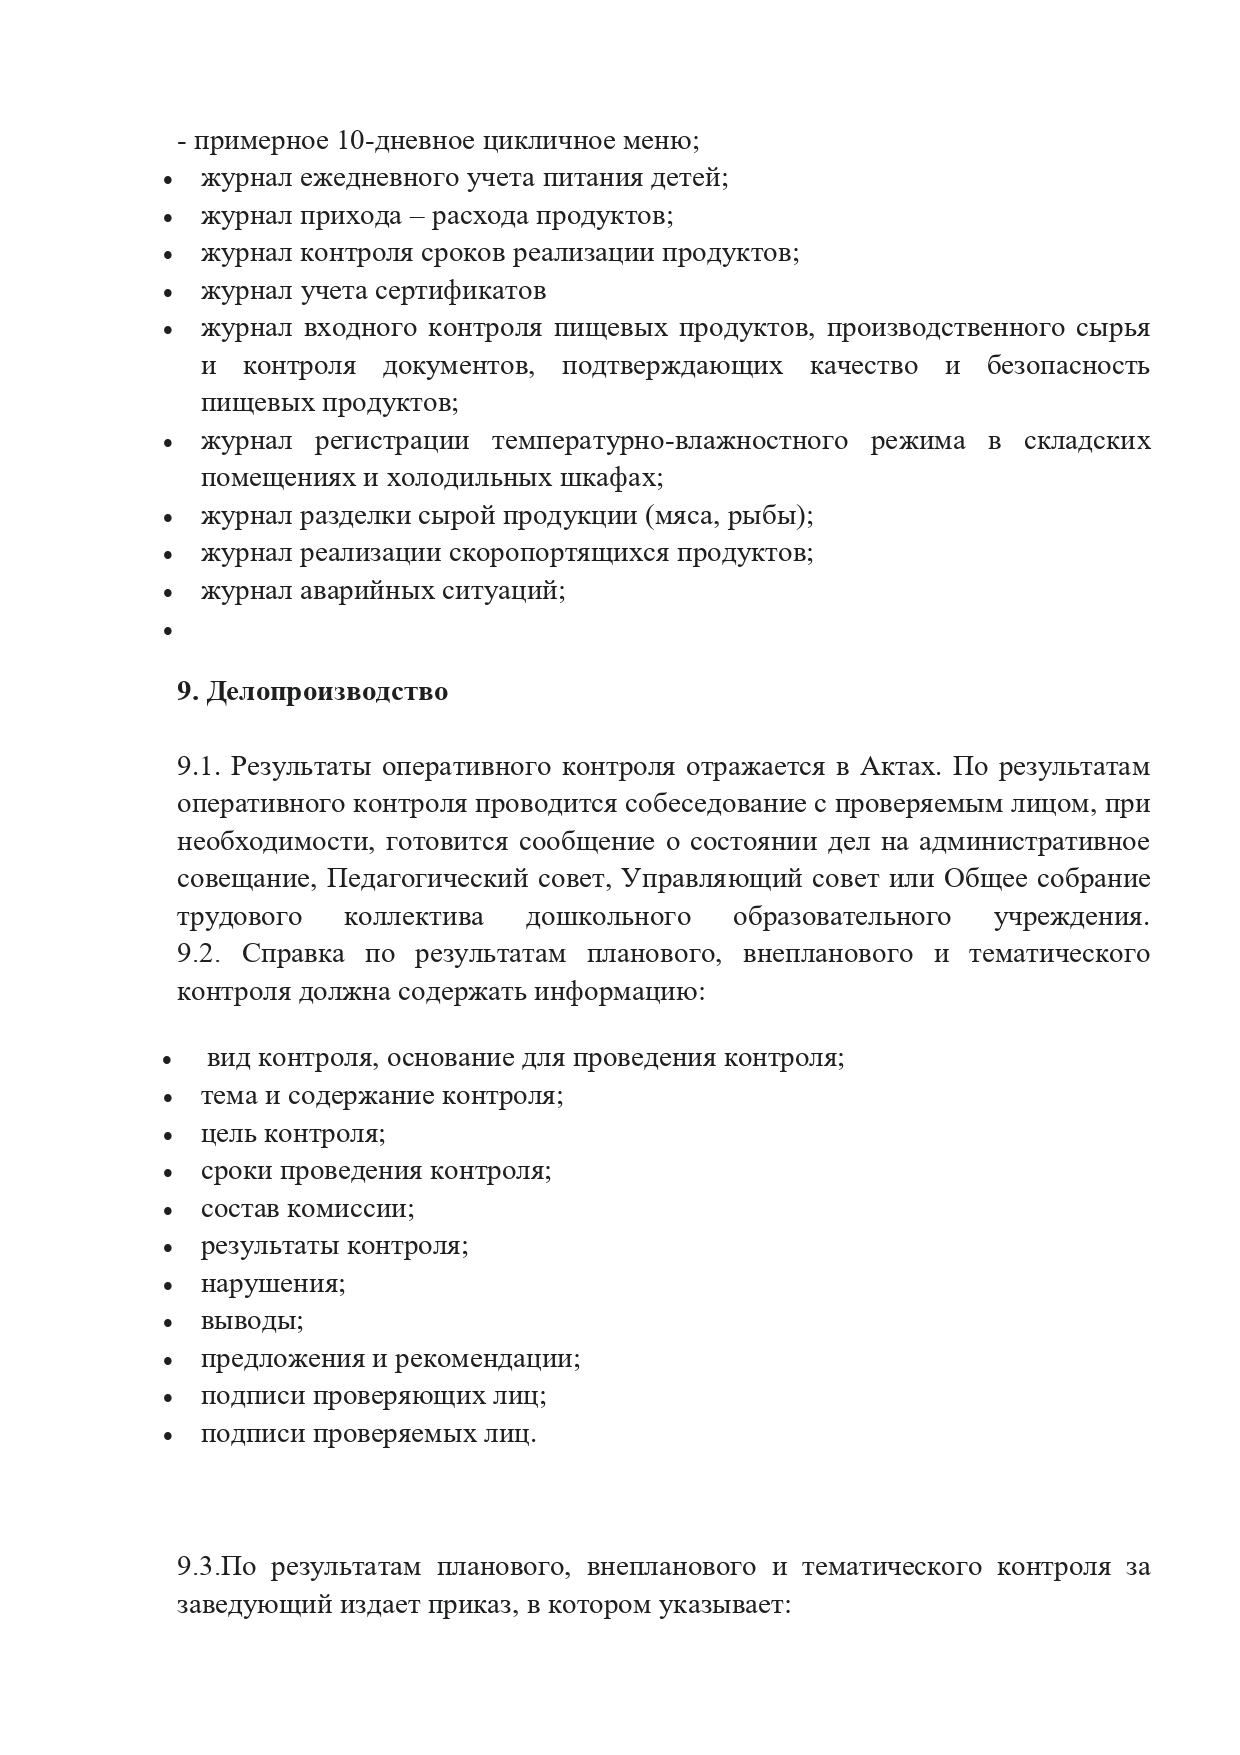 - примерное 10-дневное цикличное меню;
• журнал ежедневного учета питания детей;
• журнал прихода – расхода продуктов;
• журнал контроля сроков реализации продуктов;
• журнал учета сертификатов
• журнал входного контроля пищевых продуктов, производственного сырья
и контроля документов, подтверждающих качество и безопасность
пищевых продуктов;
• журнал регистрации температурно-влажностного режима в складских
помещениях и холодильных шкафах;
• журнал разделки сырой продукции (мяса, рыбы);
• журнал реализации скоропортящихся продуктов;
• журнал аварийных ситуаций;
•
9. Делопроизводство
9.1. Результаты оперативного контроля отражается в Актах. По результатам
оперативного контроля проводится собеседование с проверяемым лицом, при
необходимости, готовится сообщение о состоянии дел на административное
совещание, Педагогический совет, Управляющий совет или Общее собрание
трудового коллектива дошкольного образовательного учреждения.
9.2. Справка по результатам планового, внепланового и тематического
контроля должна содержать информацию:
• вид контроля, основание для проведения контроля;
• тема и содержание контроля;
• цель контроля;
• сроки проведения контроля;
• состав комиссии;
• результаты контроля;
• нарушения;
• выводы;
• предложения и рекомендации;
• подписи проверяющих лиц;
• подписи проверяемых лиц.
9.3.По результатам планового, внепланового и тематического контроля за
заведующий издает приказ, в котором указывает: